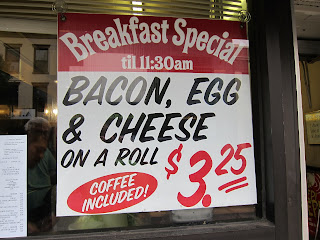 Breakfast Special
til 11:30am
BACON, EGG
& CHEESE
ON A ROLL
$3.25
COFFEE
INCLUDED!